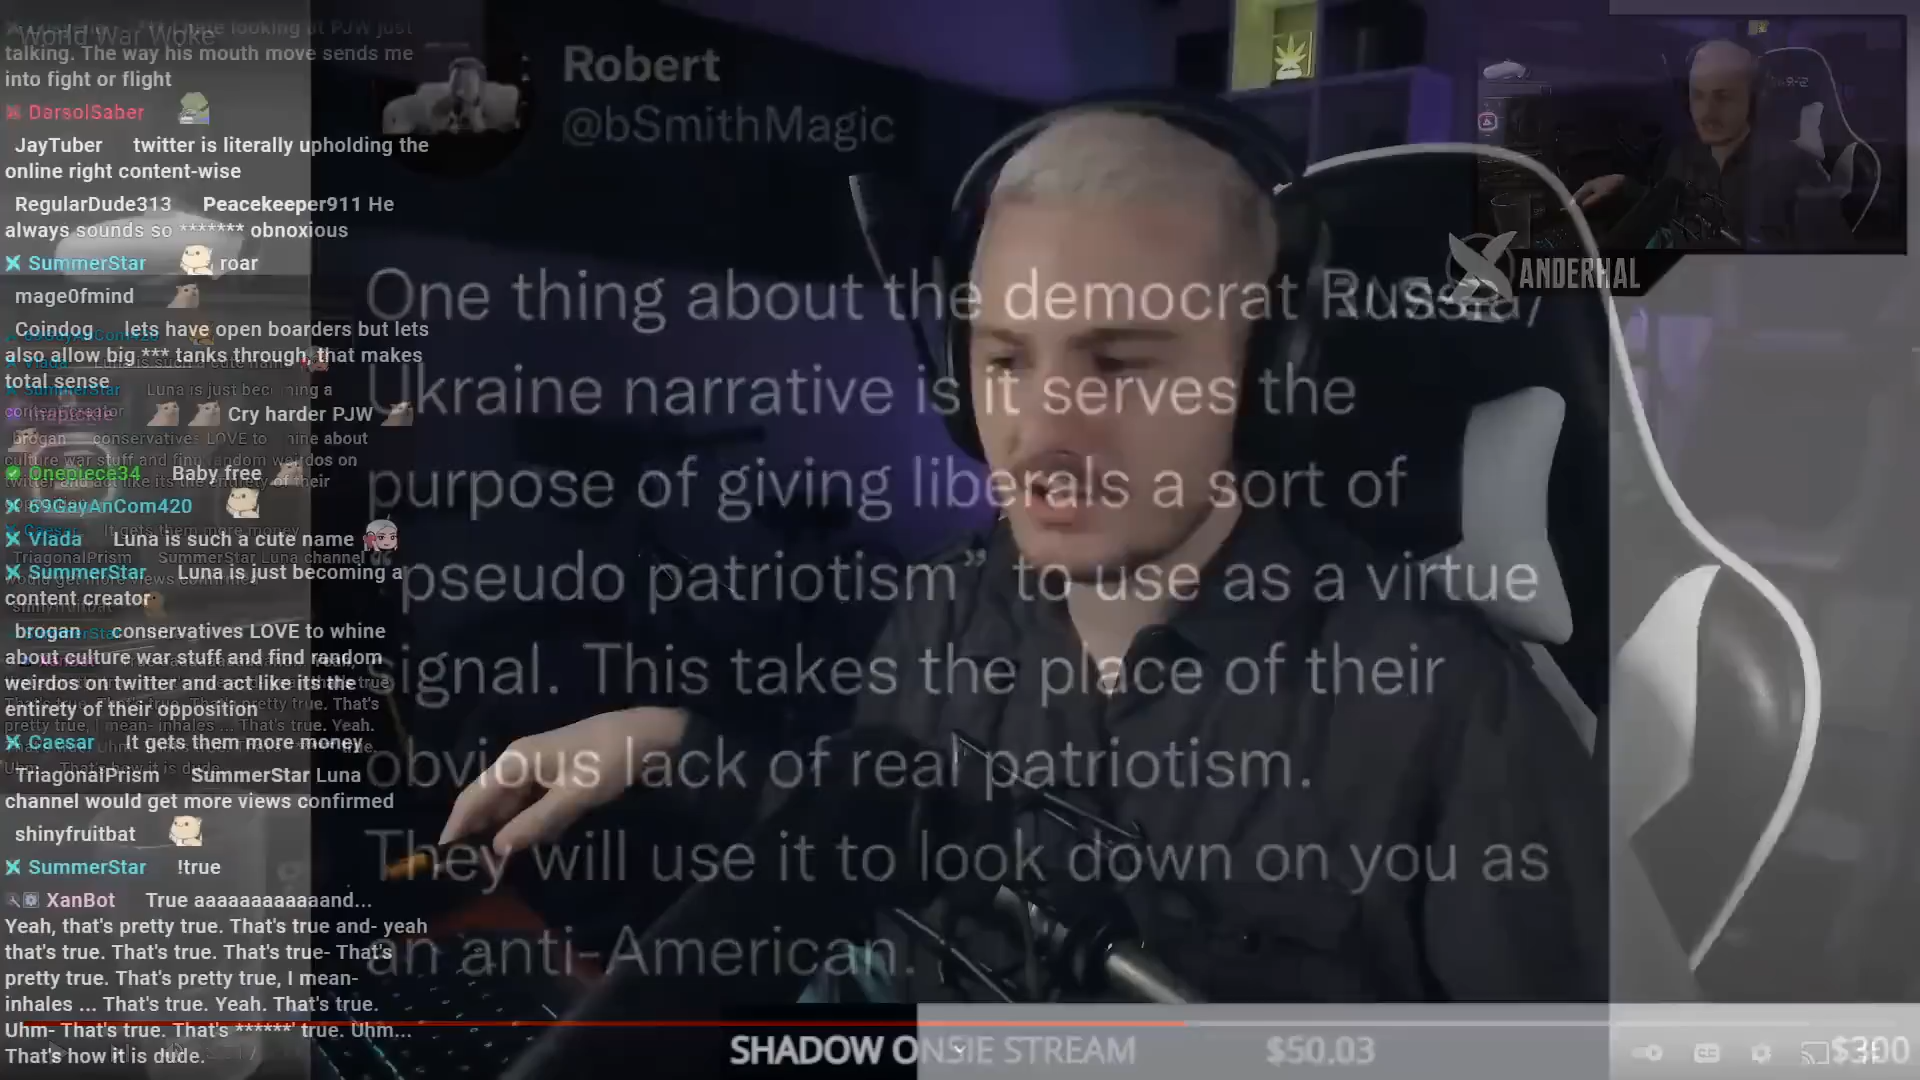 World War Woke
looking at PJW just
talking. The way his mouth move sends me
into fight or flight
DarsolSaber
JayTuber twitter is literally upholding the
online right content-wise
RegularDude313 Peacekeeper911 He
always sounds so ******* obnoxious
SummerStar roar
mage0fmind
Coindog lets have open boarders but lets
also allow big *** tanks through, that makes
total sense
Cry harder PJW
Onepiece34 Baby free
69GayAnCom420
Vlada Luna is such a cute name
SummerStar Luna is just becoming a
content creator
brogan conservatives LOVE to whine
about culture war stuff and find random
weirdos on twitter and act like its the
entirety of their opposition
Caesar It gets them more money
TriagonalPrism SummerStar Luna
channel would get more views confirmed
shinyfruitbat
SummerStar !true
XanBot True aaaaaaaaaaaand...
Yeah, that's pretty true. That's true and- yeah
that's true. That's true. That's true- That's
pretty true. That's pretty true, I mean-
inhales ... That's true. Yeah. That's true.
Uhm- That's true. That's ******' true. Uhm...
That's how it is dude.
Robert
@bSmithMagic
One thing about the democrat Russia/
Ukraine narrative is it serves the
purpose of giving liberals a sort of
pseudo patriotism” to use as a virtue
signal. This takes the place of their
obvious lack of real patriotism.
They will use it to look down on you as
an anti-American.
XANDERHAL
SHADOW ONSIE STREAM $50.03 $300